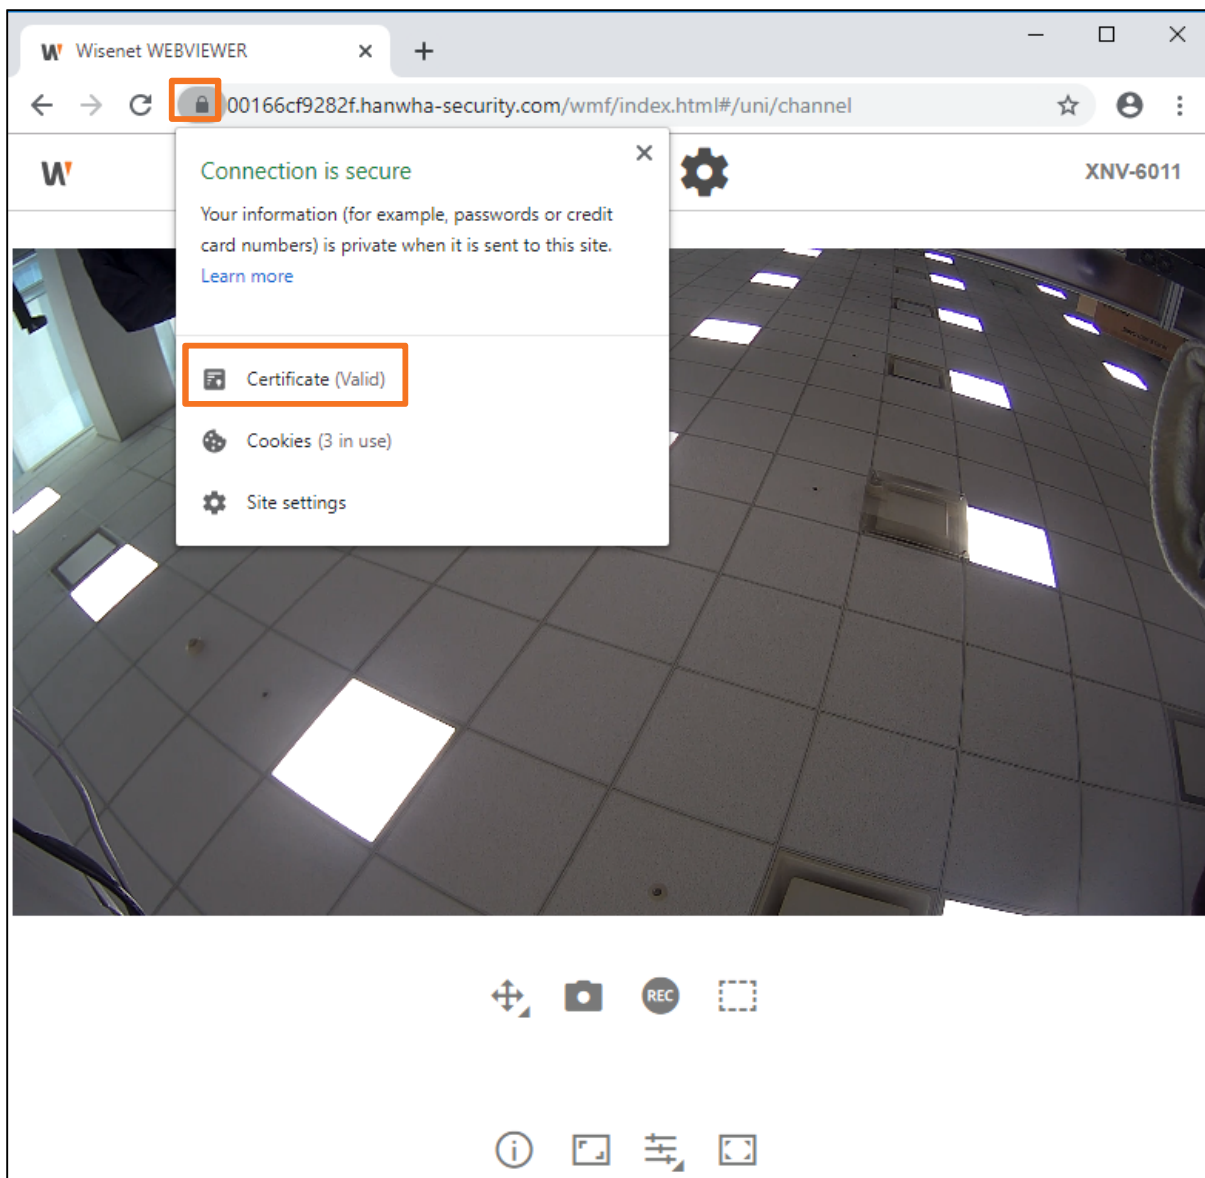 Wisenet WEBVIEWER
00166cf9282f.hanwha-security.com/wmf/index.html#/uni/channel
XNV-6011
Connection is secure
Your information (for example, passwords or credit
card numbers) is private when it is sent to this site.
Learn more
Certificate (Valid)
Cookies (3 in use)
Site settings
REC